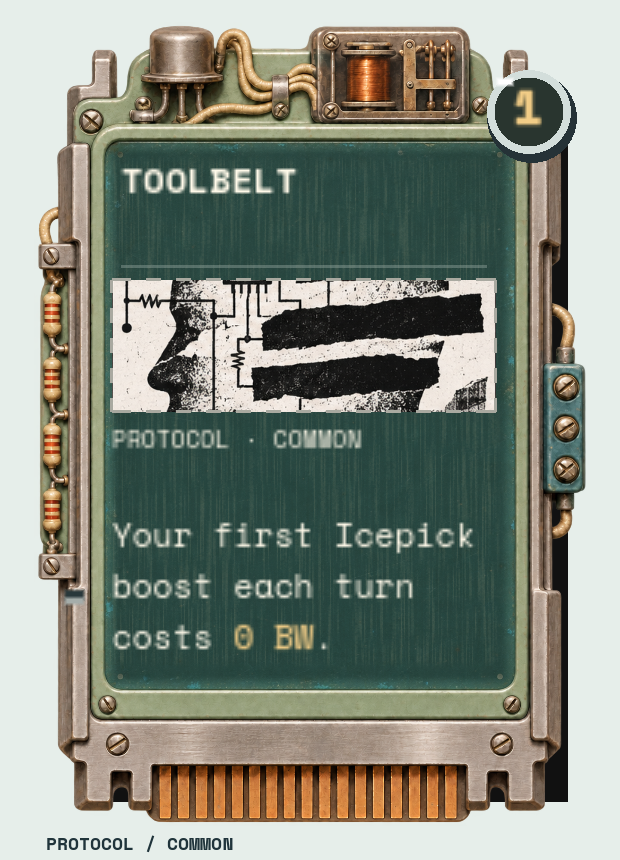 1
TOOLBELT
PROTOCOL · COMMON
Your first Icepick
boost each turn
costs 0 BW.
PROTOCOL / COMMON